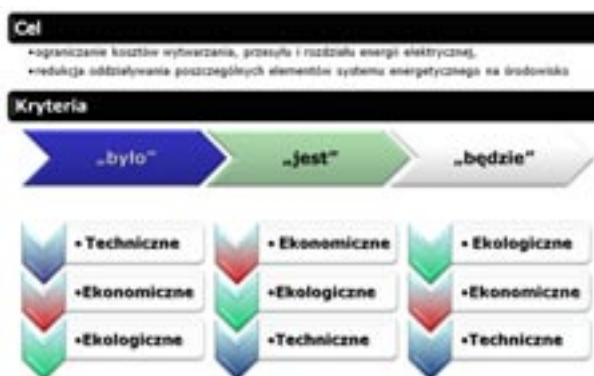 Cel
•ograniczanie kosztów wytwarzania, przesyłu i rozdziału energii elektrycznej,
•redukcja oddziaływania poszczególnych elementów systemu energetycznego na środowisko
Kryteria
„było” „jest” „będzie”
• Techniczne • Ekonomiczne • Ekologiczne
•Ekonomiczne •Ekologiczne •Ekonomiczne
•Ekologiczne •Techniczne •Techniczne